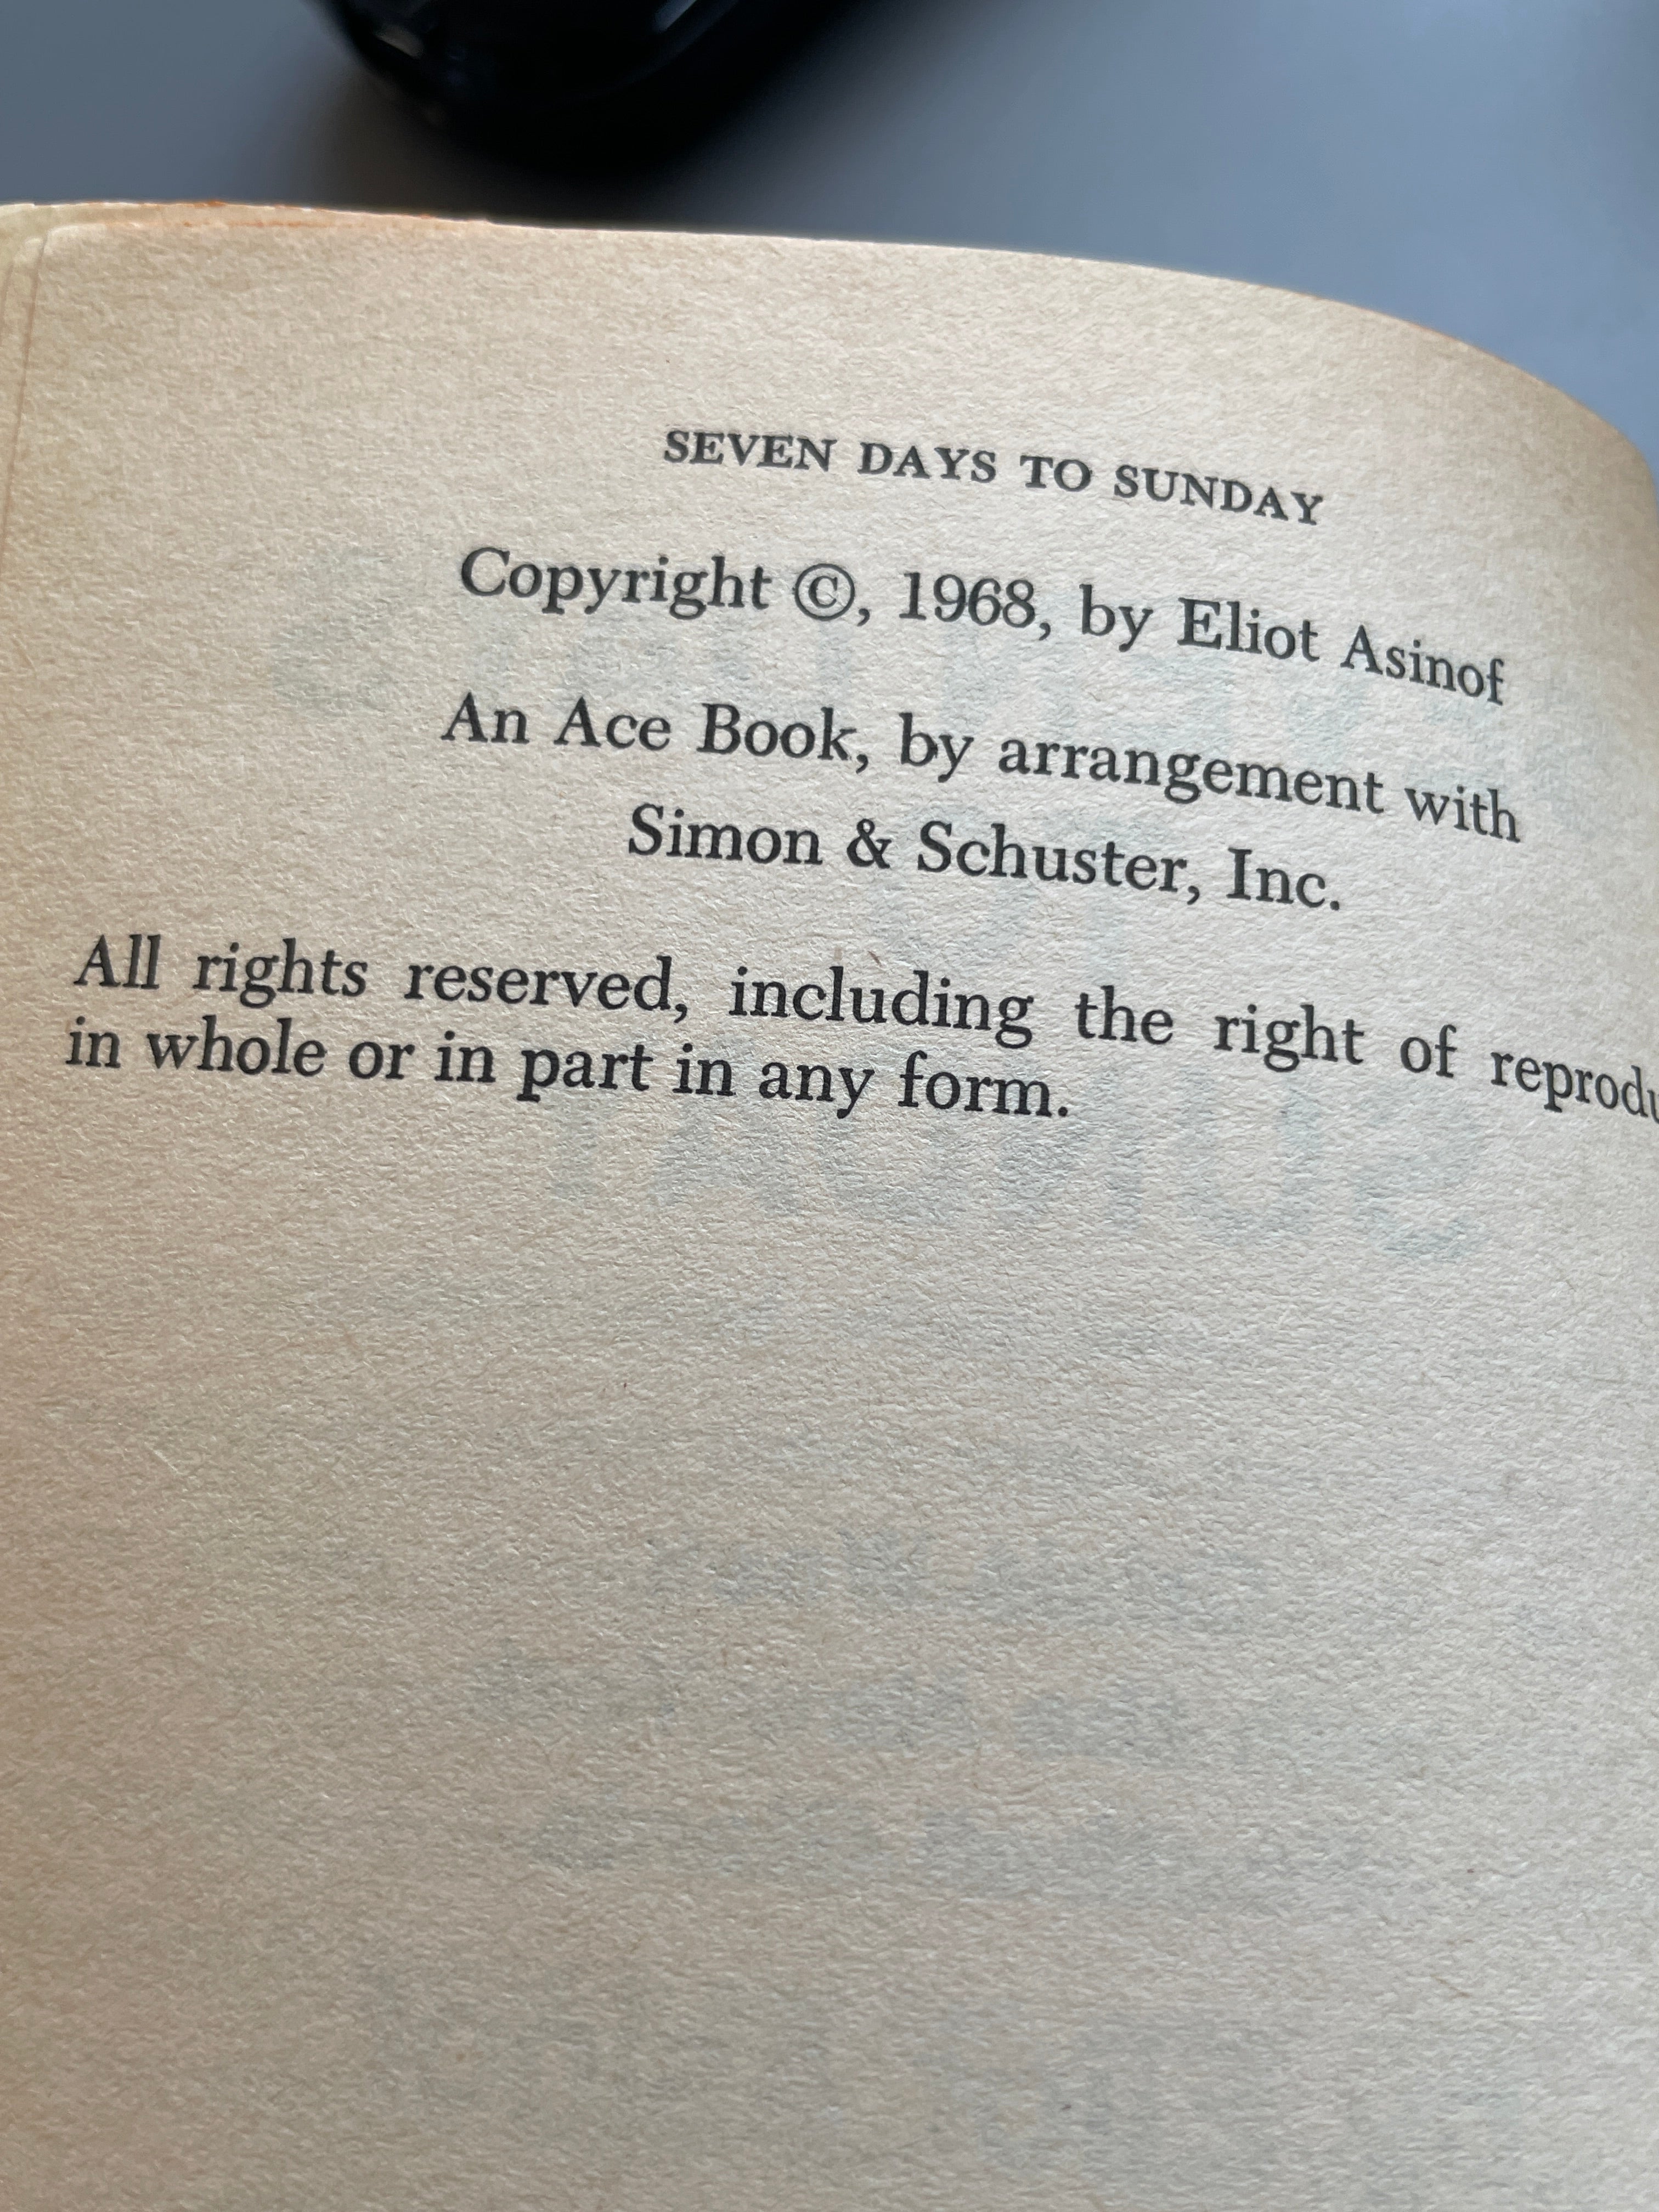 SEVEN DAYS TO SUNDAY
Copyright ©, 1968, by Eliot Asinof
An Ace Book, by arrangement with
Simon & Schuster, Inc.
All rights reserved, including the right of reprodu
in whole or in part in any form.